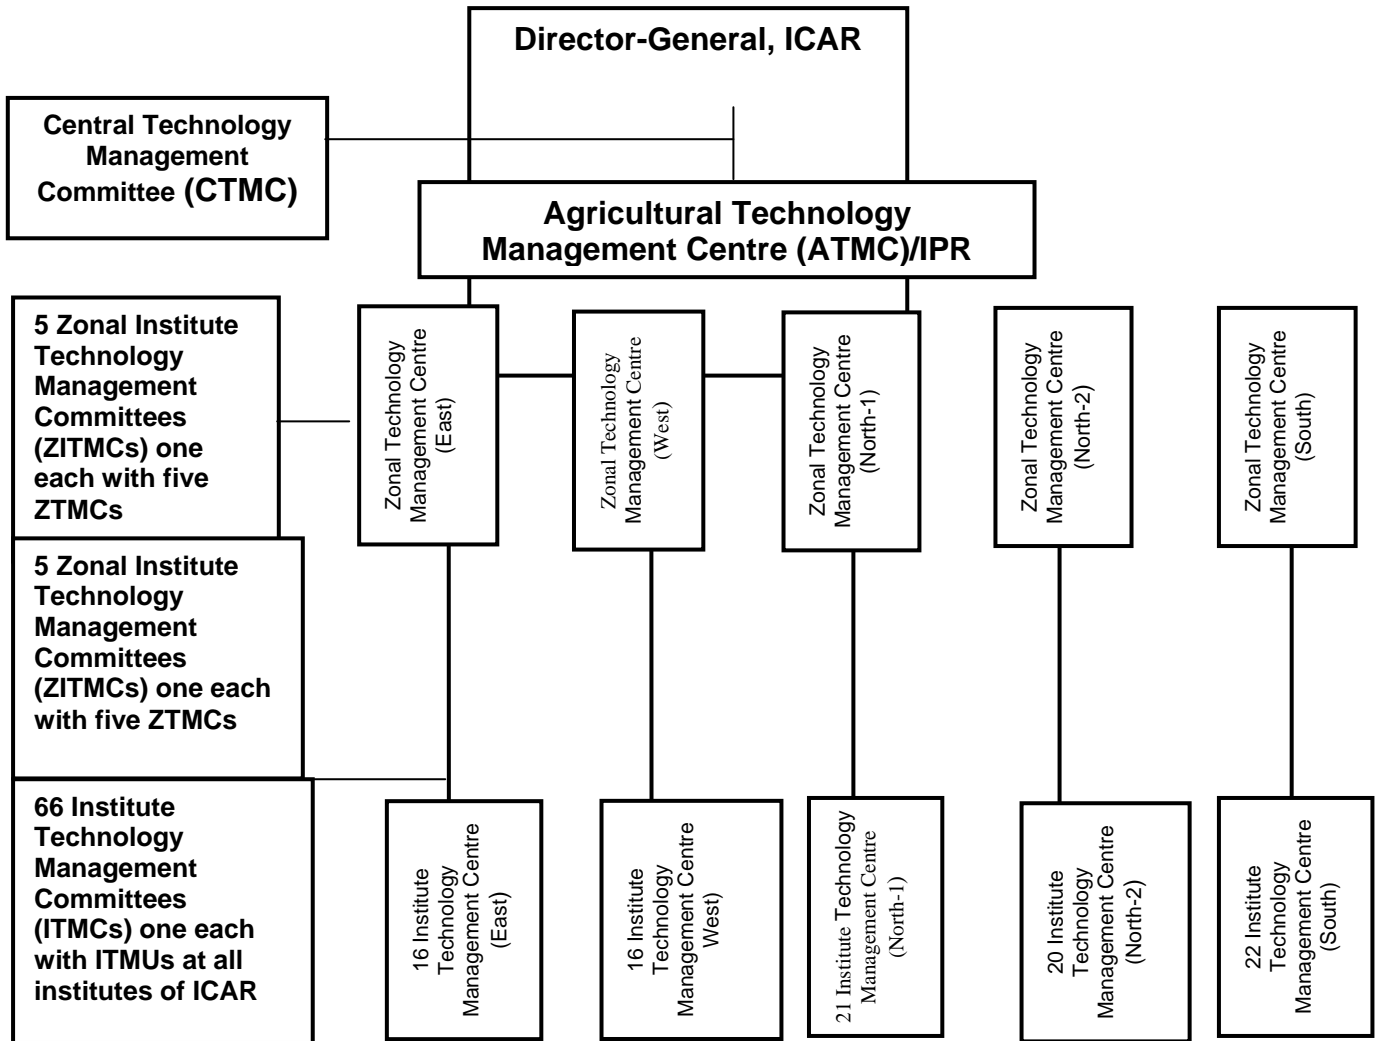 Director-General, ICAR
Central Technology
Management
Committee (CTMC)
Agricultural Technology
Management Centre (ATMC)/IPR
5 Zonal Institute
Technology
Management
Committees
(ZITMCs) one
each with five
ZTMCs
Zonal Technology
Management Centre
(East)
Zonal Technology
Management Centre
(West)
Zonal Technology
Management Centre
(North-1)
Zonal Technology
Management Centre
(North-2)
Zonal Technology
Management Centre
(South)
5 Zonal Institute
Technology
Management
Committees
(ZITMCs) one each
with five ZTMCs
66 Institute
Technology
Management
Committees
(ITMCs) one each
with ITMUs at all
institutes of ICAR
16 Institute
Technology
Management Centre
(East)
16 Institute
Technology
Management Centre
West)
21 Institute Technology
Management Centre
(North-1)
20 Institute
Technology
Management Centre
(North-2)
22 Institute
Technology
Management Centre
(South)